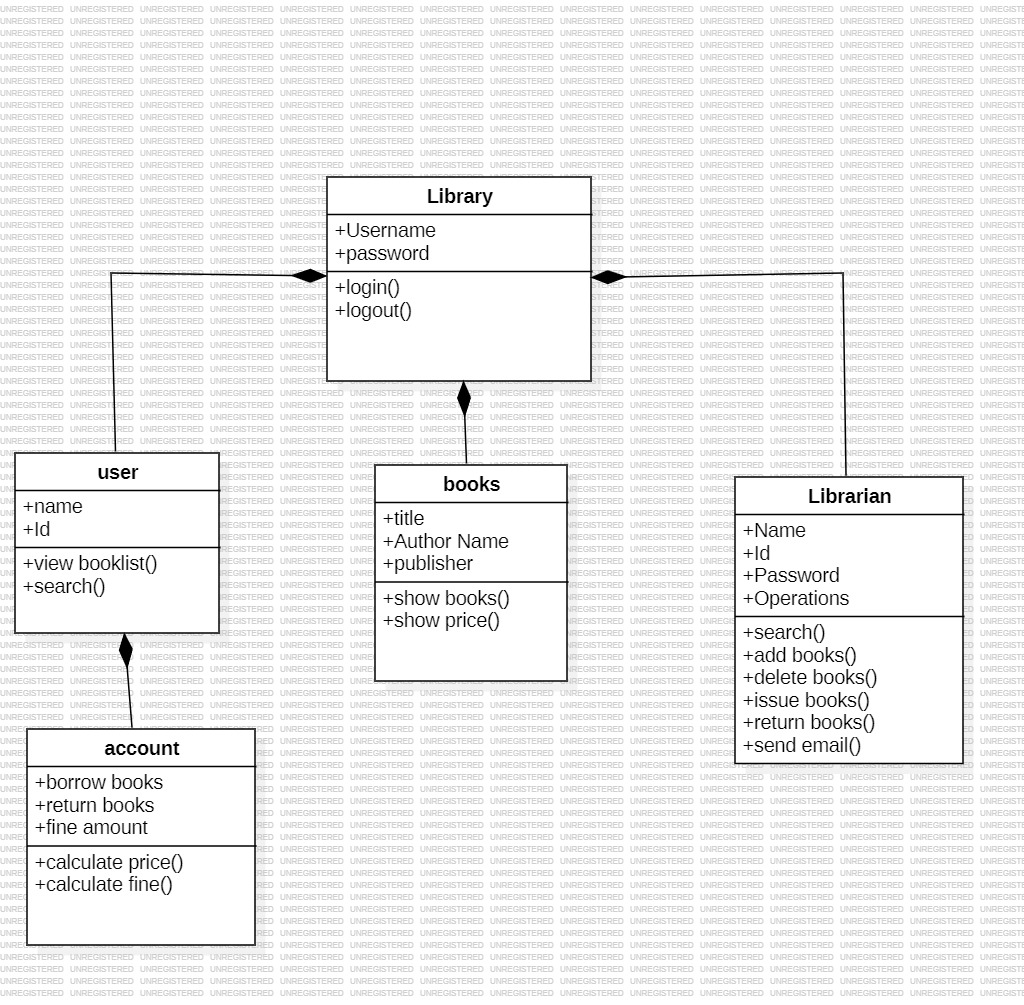 Library
+Username
+password
+login()
+logout()
user
+name
+Id
+view booklist()
+search()
books
+title
+Author Name
+publisher
+show books()
+show price()
Librarian
+Name
+Id
+Password
+Operations
+search()
+add books()
+delete books()
+issue books()
+return books()
+send email()
account
+borrow books
+return books
+fine amount
+calculate price()
+calculate fine()
UNREGISTERED